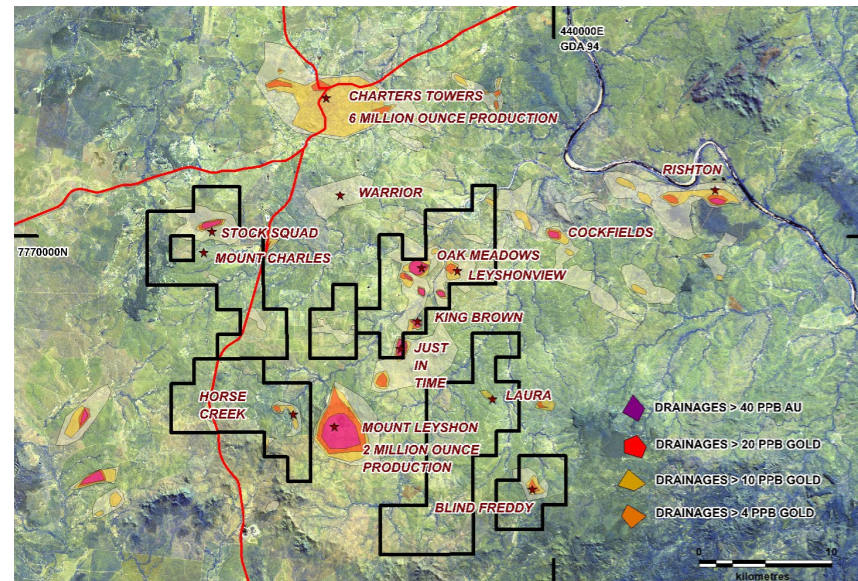 440000E
GDA 94
CHARTERS TOWERS
6 MILLION OUNCE PRODUCTION
RISHTON
WARRIOR
STOCK SQUAD
COCKFIELDS
7770000N
MOUNT CHARLES
OAK MEADOWS
LEYSHONVIEW
KING BROWN
JUST
IN
TIME
HORSE
CREEK
LAURA
MOUNT LEYSHON
2 MILLION OUNCE
PRODUCTION
BLIND FREDDY
DRAINAGES > 40 PPB AU
DRAINAGES > 20 PPB GOLD
DRAINAGES > 10 PPB GOLD
DRAINAGES > 4 PPB GOLD
0 10
kilometres